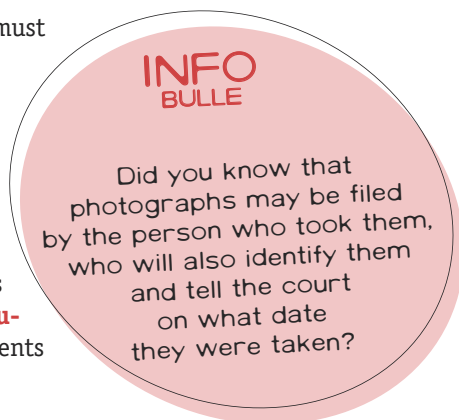 must
INFO
BULLE
Did you know that
photographs may be filed
by the person who took them,
who will also identify them
and tell the court
on what date
they were taken?
s
u-
ents